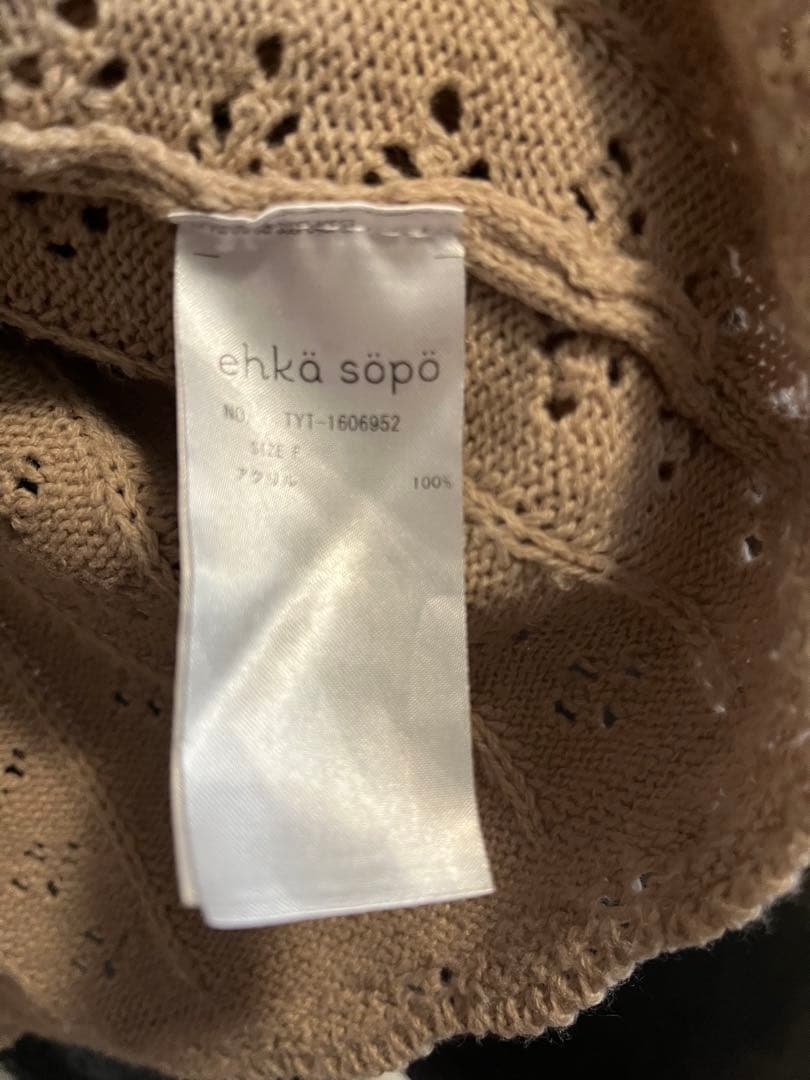 ehkä söpö
NO. TYT-1606952
SIZE F
アクリル 100%